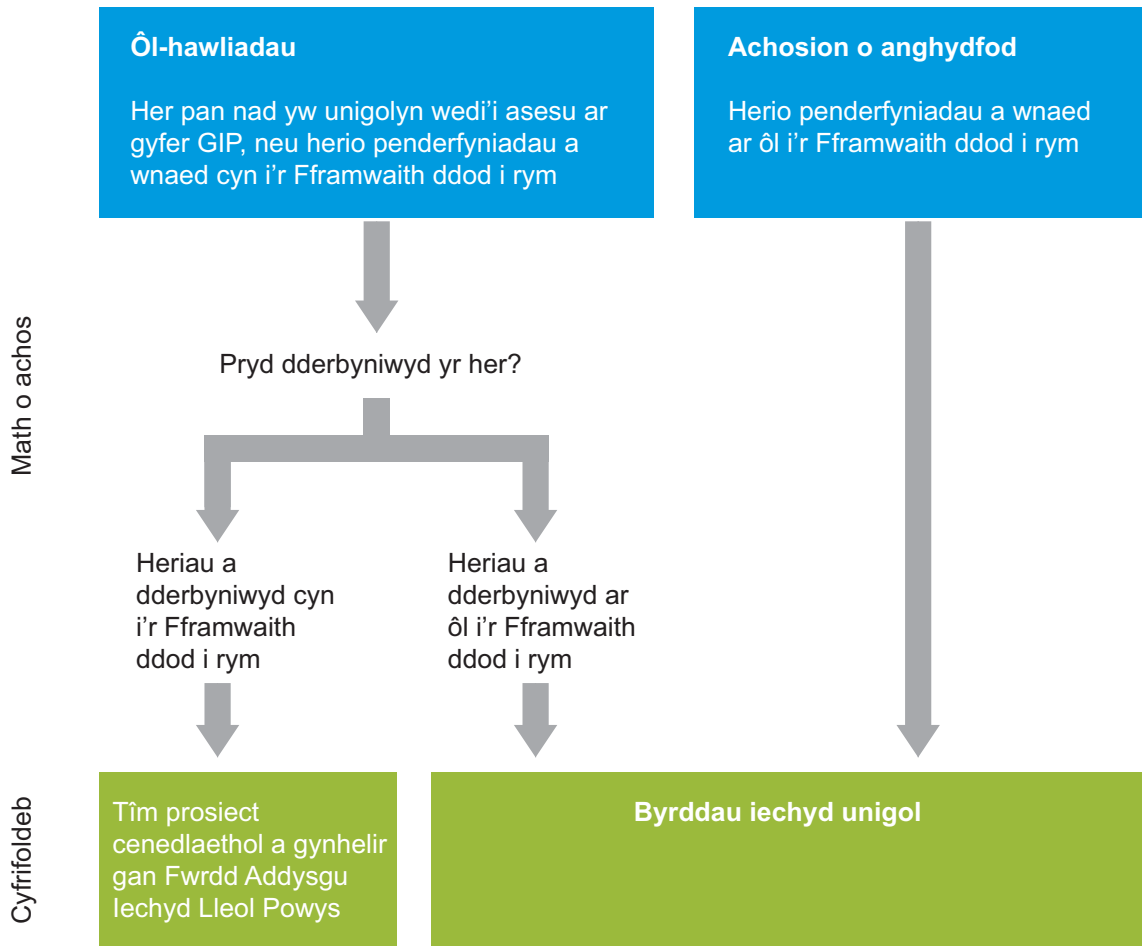 Ôl-hawliadau
Her pan nad yw unigolyn wedi'i asesu ar
gyfer GIP, neu herio penderfyniadau a
wnaed cyn i'r Fframwaith ddod i rym
Achosion o anghydfod
Herio penderfyniadau a wnaed
ar ôl i'r Fframwaith ddod i rym
Math o achos
Pryd dderbyniwyd yr her?
Heriau a
dderbyniwyd cyn
i'r Fframwaith
ddod i rym
Heriau a
dderbyniwyd ar
ôl i'r Fframwaith
ddod i rym
Cyfrifoldeb
Tîm prosiect
cenedlaethol a gynhelir
gan Fwrdd Addysgu
Iechyd Lleol Powys
Byrddau iechyd unigol